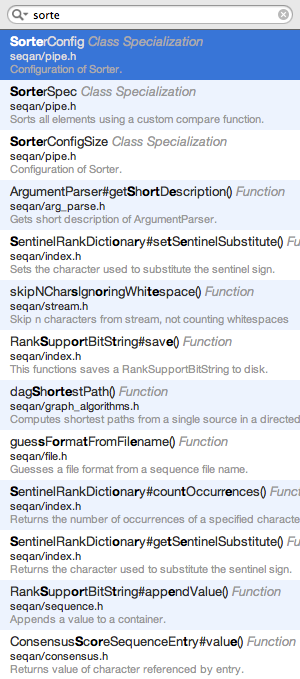 sorte
SorterConfig Class Specialization
seqan/pipe.h
Configuration of Sorter.
SorterSpec Class Specialization
seqan/pipe.h
Sorts all elements using a custom compare function.
SorterConfigSize Class Specialization
seqan/pipe.h
Configuration of Sorter.
ArgumentParser#getShortDescription() Function
seqan/arg_parse.h
Gets short description of ArgumentParser.
SentinelRankDictionary#setSentinelSubstitute() Fu
seqan/index.h
Sets the character used to substitute the sentinel sign.
skipNCharsIgnoringWhitespace() Function
seqan/stream.h
Skip n characters from stream, not counting whitespaces
RankSupportBitString#save() Function
seqan/index.h
This functions saves a RankSupportBitString to disk.
dagShortestPath() Function
seqan/graph_algorithms.h
Computes shortest paths from a single source in a directed
guessFormatFromFilename() Function
seqan/file.h
Guesses a file format from a sequence file name.
SentinelRankDictionary#countOccurrences() Funct
seqan/index.h
Returns the number of occurrences of a specified characte
SentinelRankDictionary#getSentinelSubstitute() Fu
seqan/index.h
Returns the character used to substitute the sentinel sign.
RankSupportBitString#appendValue() Function
seqan/sequence.h
Appends a value to a container.
ConsensusScoreSequenceEntry#value() Function
seqan/consensus.h
Returns value of character referenced by entry.